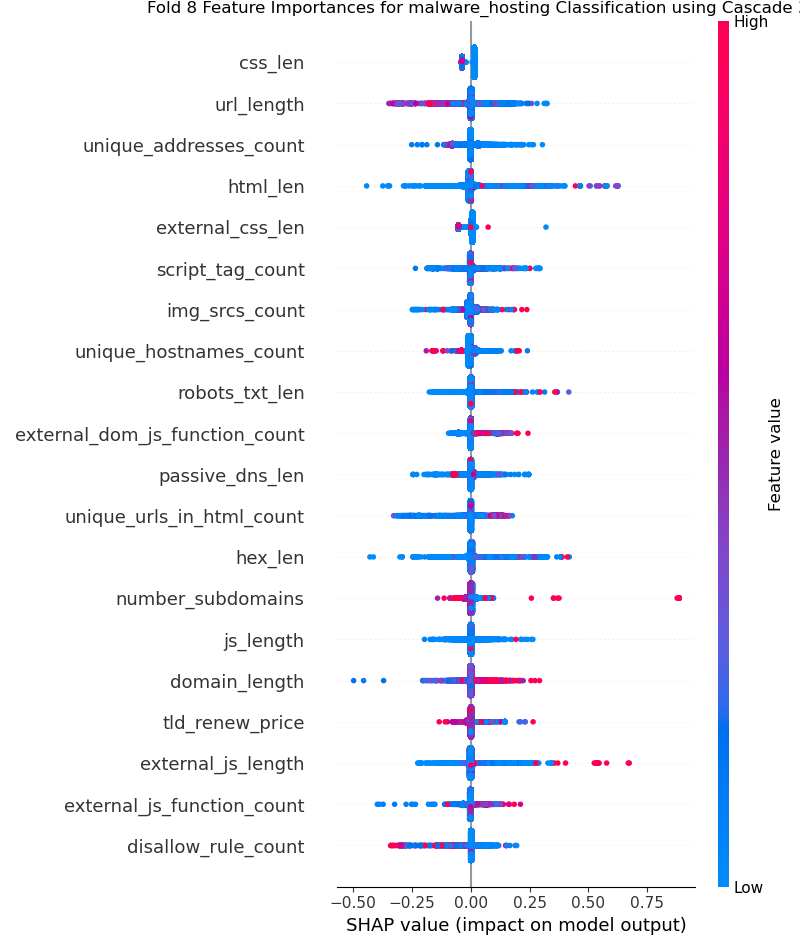 Fold 8 Feature Importances for malware_hosting Classification using Cascade
High
css_len
url_length
unique_addresses_count
html_len
external_css_len
script_tag_count
img_srcs_count
unique_hostnames_count
robots_txt_len
external_dom_js_function_count
passive_dns_len
unique_urls_in_html_count
hex_len
number_subdomains
js_length
domain_length
tld_renew_price
external_js_length
external_js_function_count
disallow_rule_count
Feature value
Low
−0.50 −0.25 0.00 0.25 0.50 0.75
SHAP value (impact on model output)